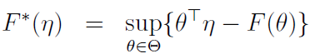 F*(η) = sup_{θ∈Θ} {θ^⊤ η − F(θ)}